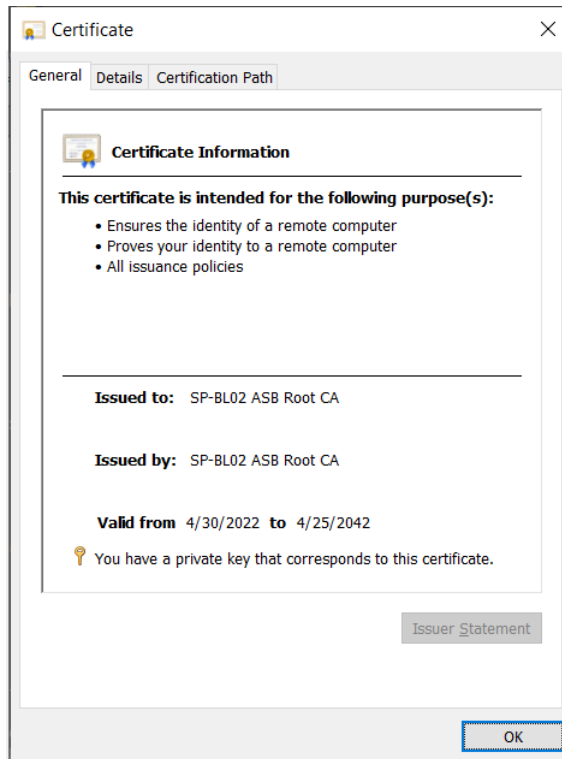 Certificate
General Details Certification Path
Certificate Information
This certificate is intended for the following purpose(s):
• Ensures the identity of a remote computer
• Proves your identity to a remote computer
• All issuance policies
Issued to: SP-BL02 ASB Root CA
Issued by: SP-BL02 ASB Root CA
Valid from 4/30/2022 to 4/25/2042
You have a private key that corresponds to this certificate.
Issuer Statement
OK